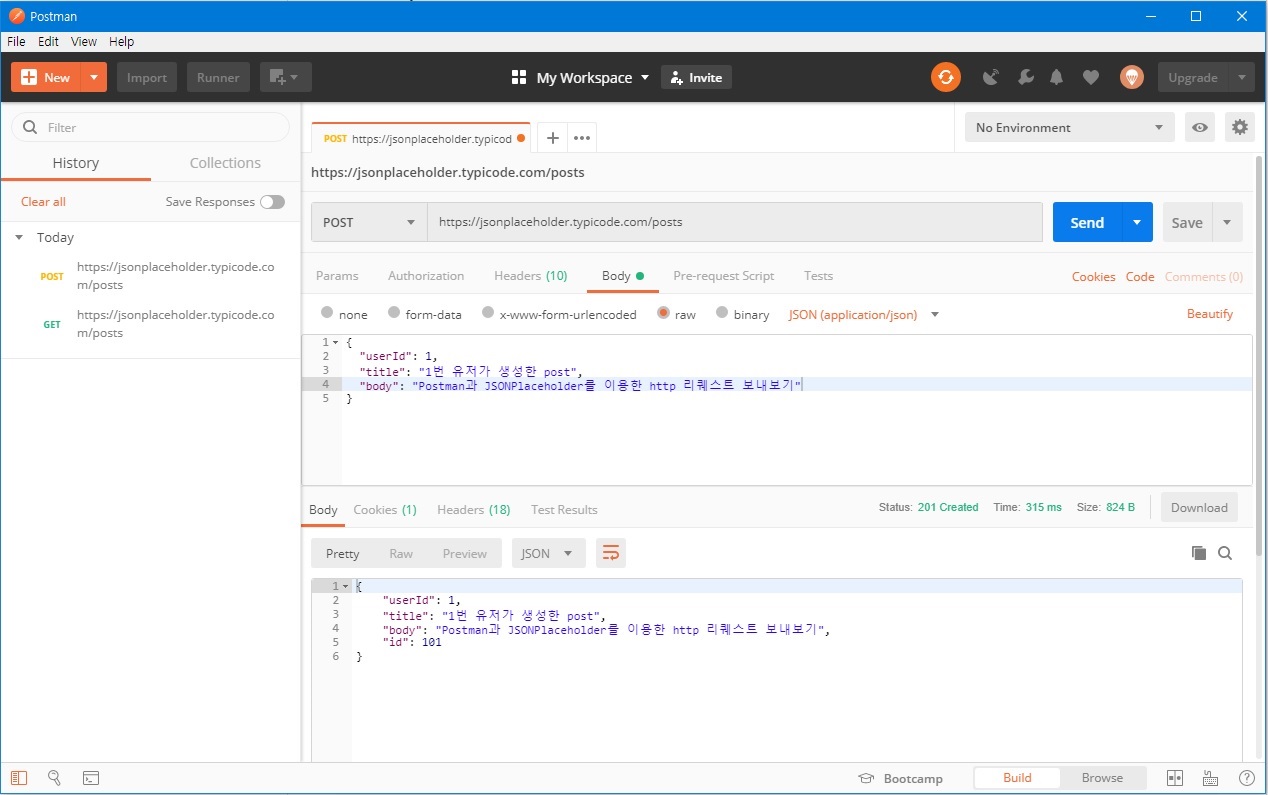 Postman
File Edit View Help
New Import Runner My Workspace Invite Upgrade
Filter
History Collections
Clear all Save Responses
Today
POST https://jsonplaceholder.typicode.co
m/posts
GET https://jsonplaceholder.typicode.co
m/posts
POST https://jsonplaceholder.typicod
No Environment
https://jsonplaceholder.typicode.com/posts
POST https://jsonplaceholder.typicode.com/posts Send Save
Params Authorization Headers (10) Body Pre-request Script Tests Cookies Code Comments (0)
none form-data x-www-form-urlencoded raw binary JSON (application/json) Beautify
1 {
2 "userId": 1,
3 "title": "1번 유저가 생성한 post",
4 "body": "Postman과 JSONPlaceholder를 이용한 http 리퀘스트 보내보기"
5 }
Body Cookies (1) Headers (18) Test Results Status: 201 Created Time: 315 ms Size: 824 B Download
Pretty Raw Preview JSON
1 {
2 "userId": 1,
3 "title": "1번 유저가 생성한 post",
4 "body": "Postman과 JSONPlaceholder를 이용한 http 리퀘스트 보내보기",
5 "id": 101
6 }
Bootcamp Build Browse